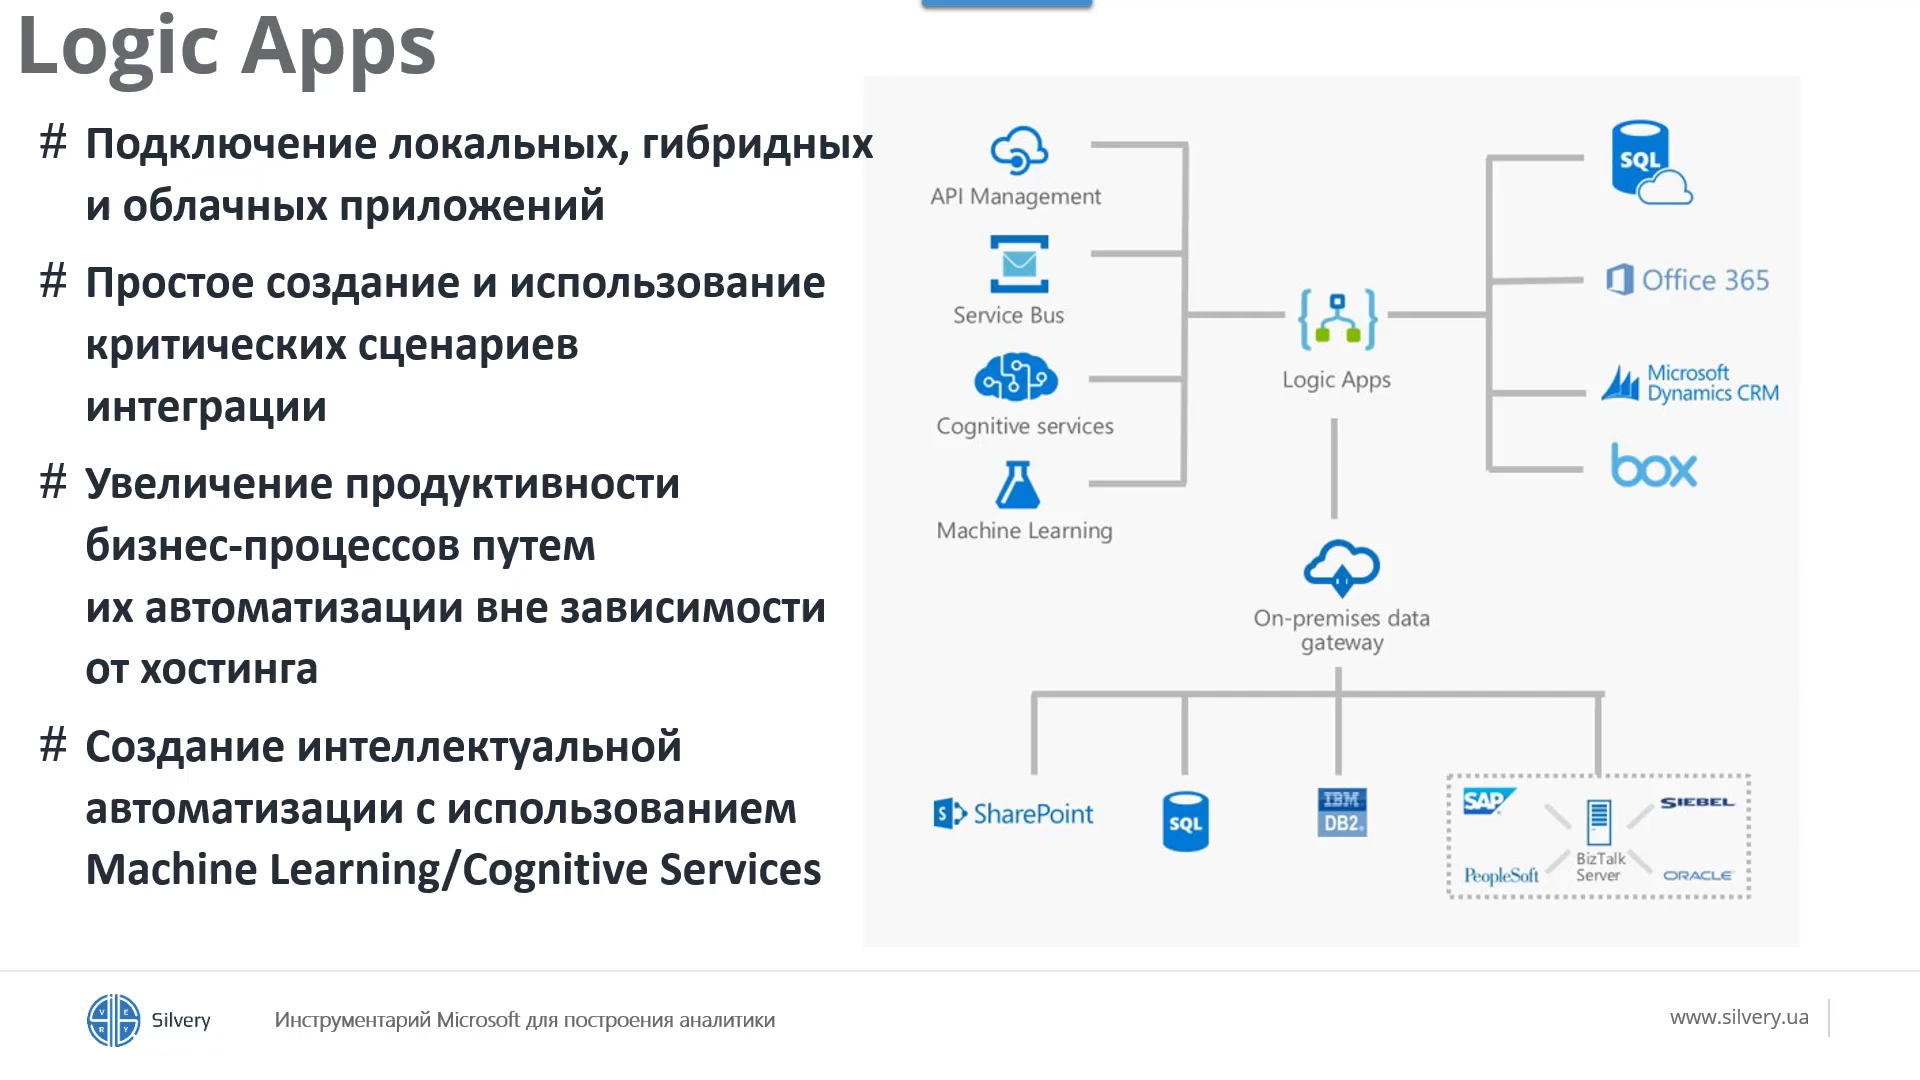 Logic Apps
# Подключение локальных, гибридных
и облачных приложений
# Простое создание и использование
критических сценариев
интеграции
# Увеличение продуктивности
бизнес-процессов путем
их автоматизации вне зависимости
от хостинга
# Создание интеллектуальной
автоматизации с использованием
Machine Learning/Cognitive Services
API Management
Service Bus
Cognitive services
Machine Learning
Logic Apps
SQL
Office 365
Microsoft
Dynamics CRM
box
On-premises data
gateway
S SharePoint
SQL
IBM
DB2.
SAP
SIEBEL
BizTalk
Server
PeopleSoft
ORACLE
V E
R Y
Silvery
Инструментарий Microsoft для построения аналитики
www.silvery.ua